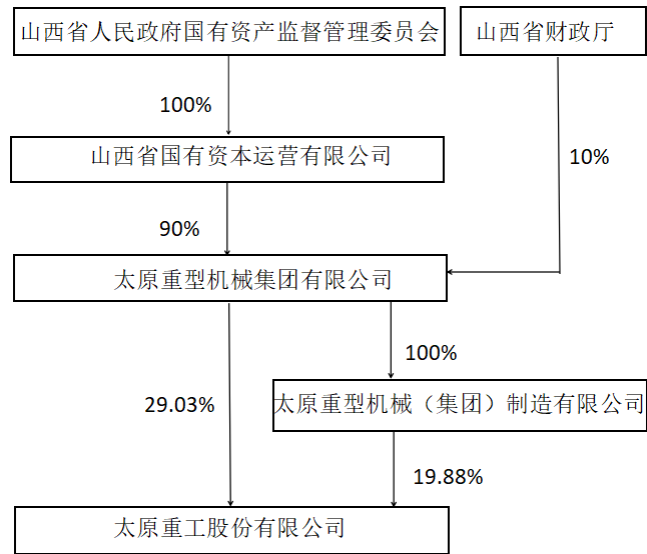 山西省人民政府国有资产监督管理委员会
山西省财政厅
100%
山西省国有资本运营有限公司
10%
90%
太原重型机械集团有限公司
100%
29.03%
太原重型机械（集团）制造有限公司
19.88%
太原重工股份有限公司